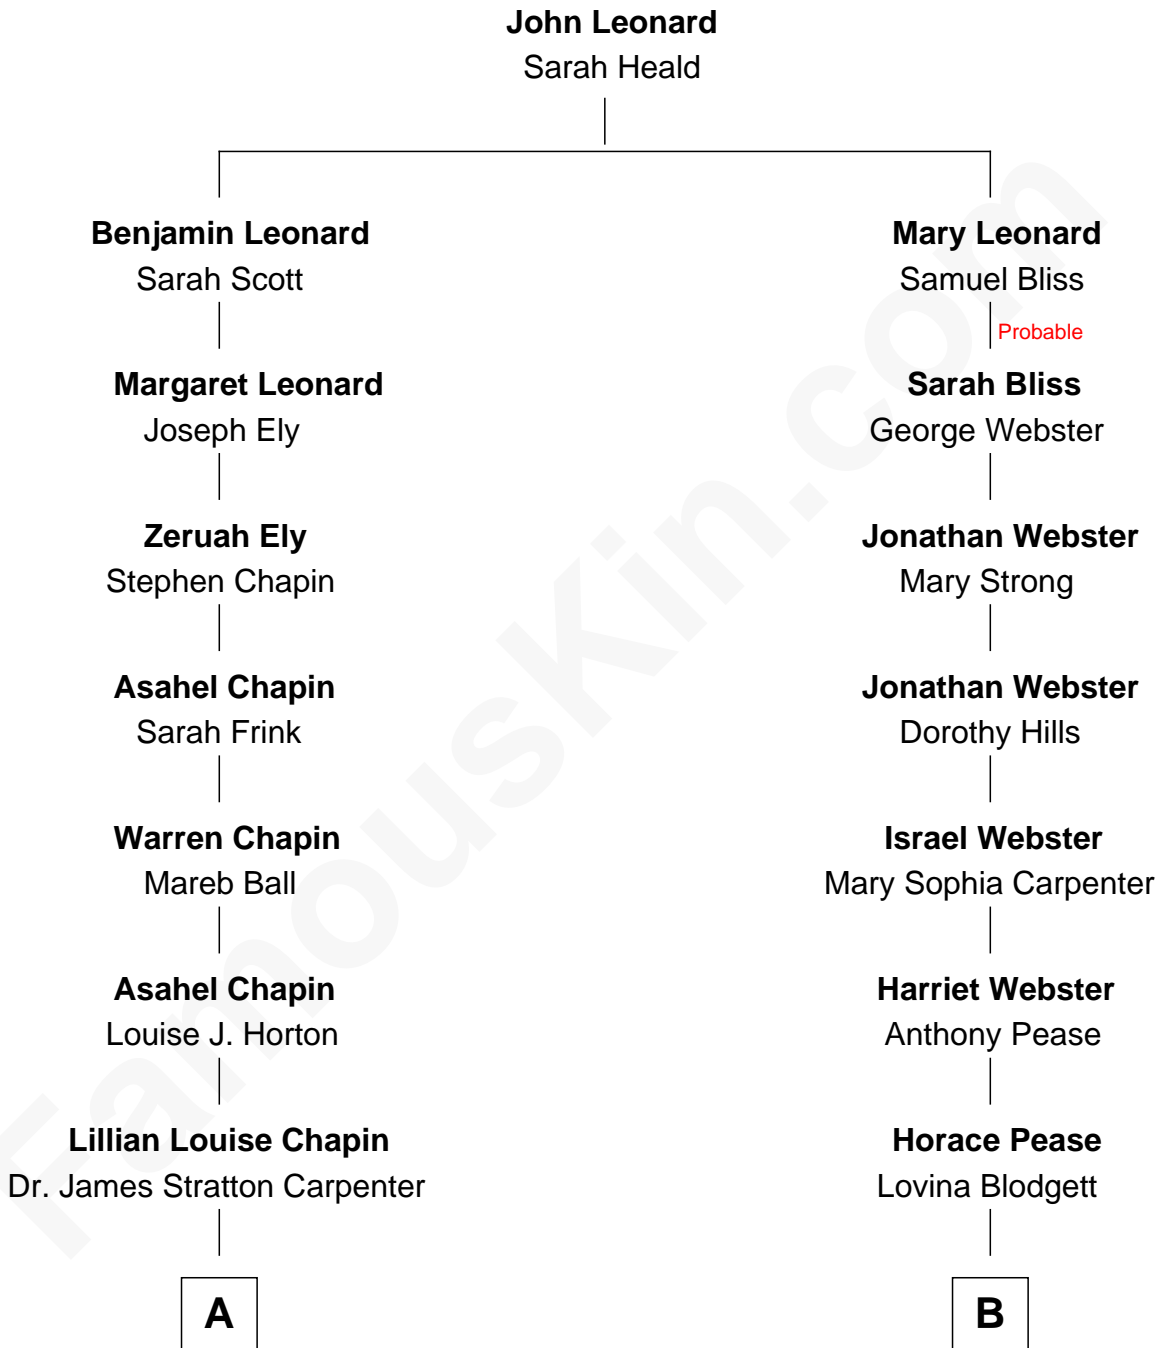 John Leonard
Sarah Heald
Benjamin Leonard
Sarah Scott
Mary Leonard
Samuel Bliss
Probable
Margaret Leonard
Joseph Ely
Sarah Bliss
George Webster
Zeruah Ely
Stephen Chapin
Jonathan Webster
Mary Strong
Asahel Chapin
Sarah Frink
Jonathan Webster
Dorothy Hills
Warren Chapin
Mareb Ball
Israel Webster
Mary Sophia Carpenter
Asahel Chapin
Louise J. Horton
Harriet Webster
Anthony Pease
Lillian Louise Chapin
Dr. James Stratton Carpenter
Horace Pease
Lovina Blodgett
A
B
FamousKin.com